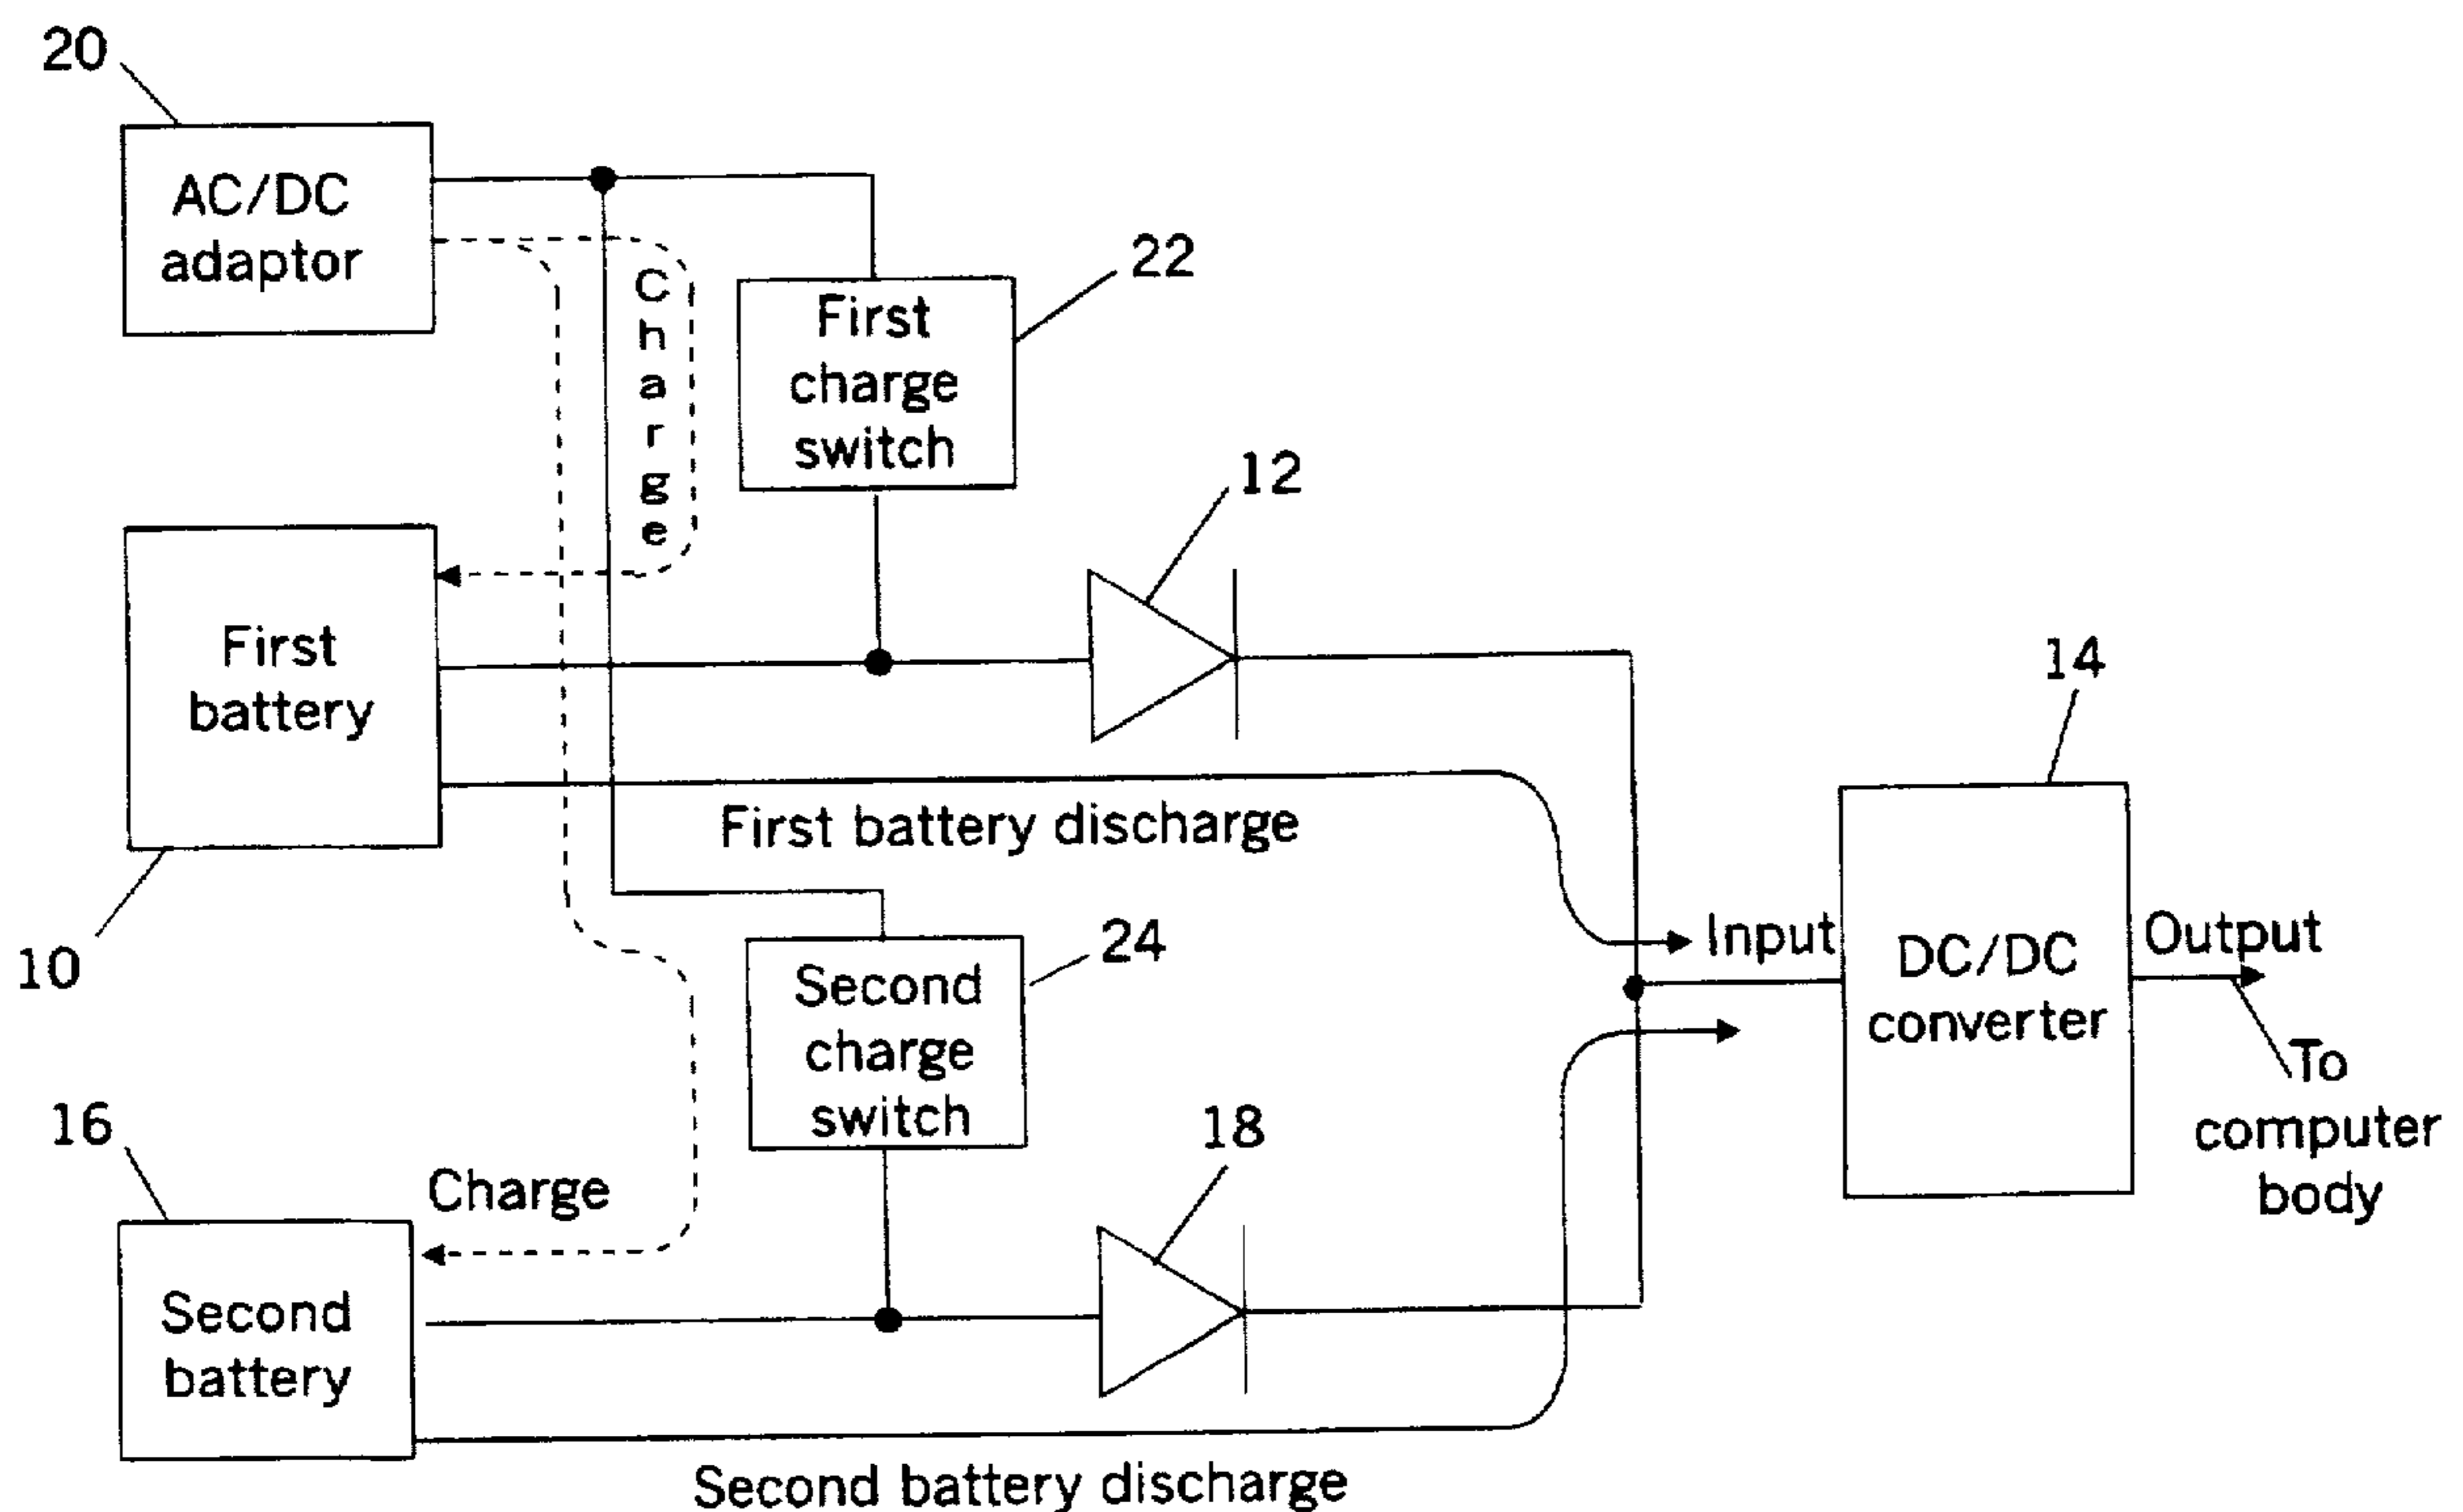 20
AC/DC
adaptor
Charge
22
First
charge
switch
12
First
battery
10
First battery discharge
14
Input
DC/DC
converter
Output
To
computer
body
24
Second
charge
switch
16
Charge
18
Second
battery
Second battery discharge